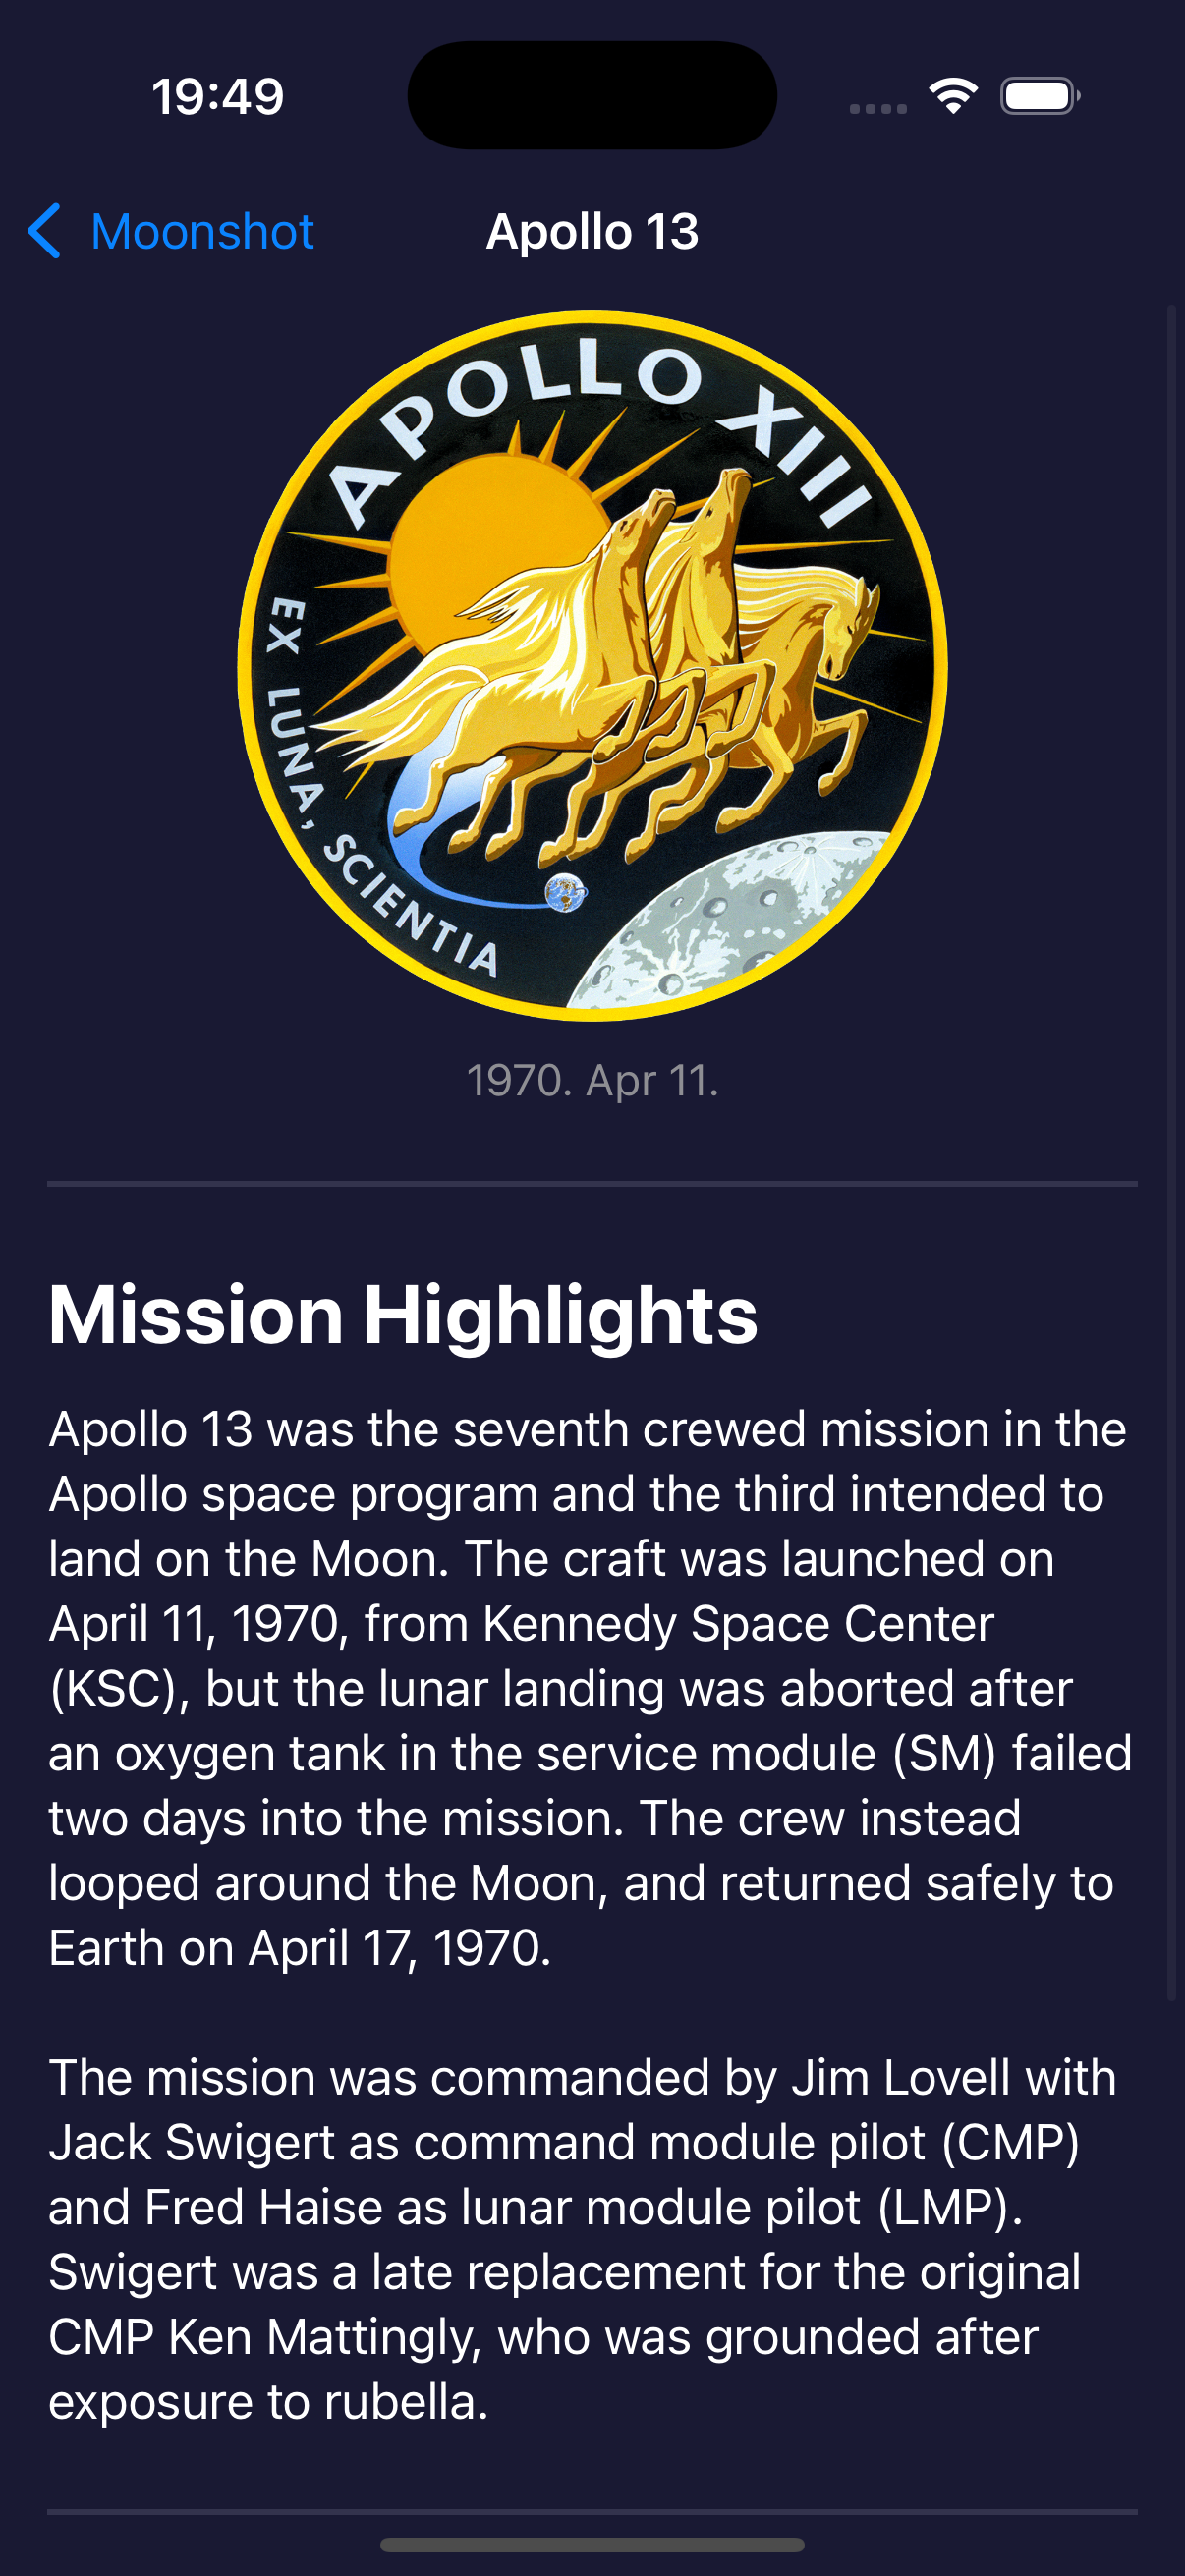 19:49
Moonshot
Apollo 13
APOLLO XIII
EX LUNA, SCIENTIA
1970. Apr 11.
Mission Highlights
Apollo 13 was the seventh crewed mission in the
Apollo space program and the third intended to
land on the Moon. The craft was launched on
April 11, 1970, from Kennedy Space Center
(KSC), but the lunar landing was aborted after
an oxygen tank in the service module (SM) failed
two days into the mission. The crew instead
looped around the Moon, and returned safely to
Earth on April 17, 1970.
The mission was commanded by Jim Lovell with
Jack Swigert as command module pilot (CMP)
and Fred Haise as lunar module pilot (LMP).
Swigert was a late replacement for the original
CMP Ken Mattingly, who was grounded after
exposure to rubella.